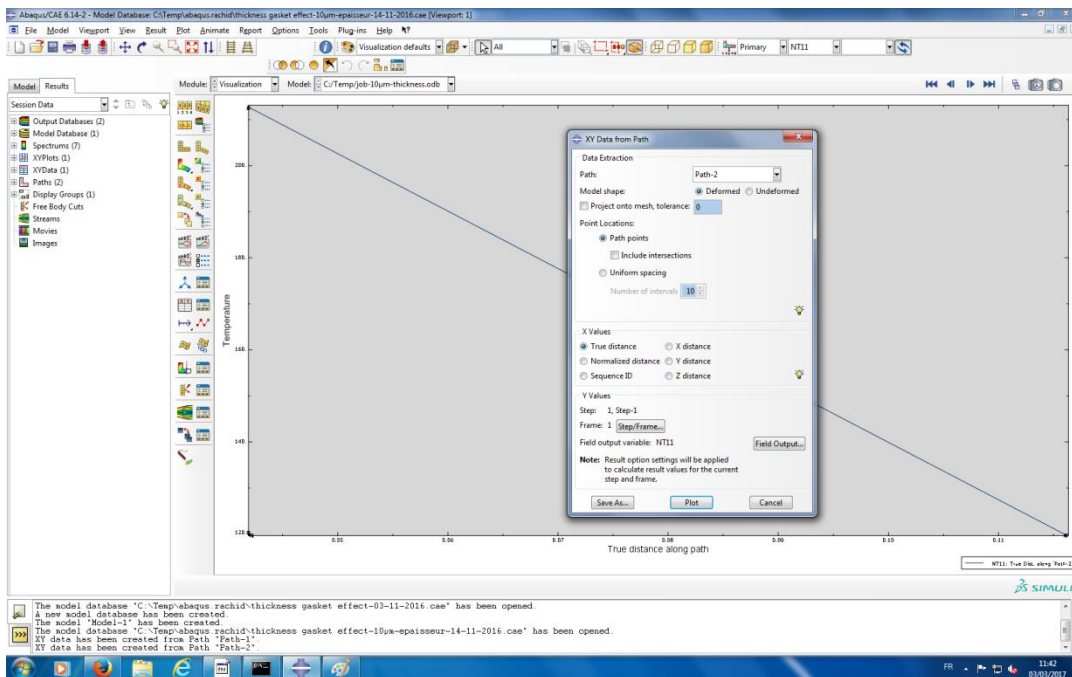 Abaqus/CAE 6.14-2 - Model Database: C:\Temp\abaqus.rachid\thickness gasket effect-10µm-epaisseur-14-11-2016.cae [Viewport: 1]
File Model Viewport View Result Plot Animate Report Options Tools Plug-ins Help
Visualization defaults All Primary NT11
Model Results
Module: Visualization Model: C:/Temp/job-10µm-thickness.odb
Session Data
Output Databases (2)
Model Database (1)
Spectrums (7)
XYPlots (1)
XYData (1)
Paths (2)
Display Groups (1)
Free Body Cuts
Streams
Movies
Images
200.
180.
160.
140.
120.
Temperature
0.05 0.06 0.07 0.08 0.09 0.10 0.11
True distance along path
NT11: True Dist. along 'Path-2
XY Data from Path
Data Extraction
Path: Path-2
Model shape: Deformed Undeformed
Project onto mesh, tolerance: 0
Point Locations:
Path points
Include intersections
Uniform spacing
Number of intervals 10
X Values
True distance X distance
Normalized distance Y distance
Sequence ID Z distance
Y Values
Step: 1, Step-1
Frame: 1 Step/Frame...
Field output variable: NT11 Field Output...
Note: Result option settings will be applied
to calculate result values for the current
step and frame.
Save As... Plot Cancel
SIMULI
The model database "C:\Temp\abaqus.rachid\thickness gasket effect-03-11-2016.cae" has been opened.
A new model database has been created.
The model "Model-1" has been created.
The model database "C:\Temp\abaqus.rachid\thickness gasket effect-10µm-epaisseur-14-11-2016.cae" has been opened.
XY data has been created from Path "Path-1".
XY data has been created from Path "Path-2".
FR 11:42
03/03/2017